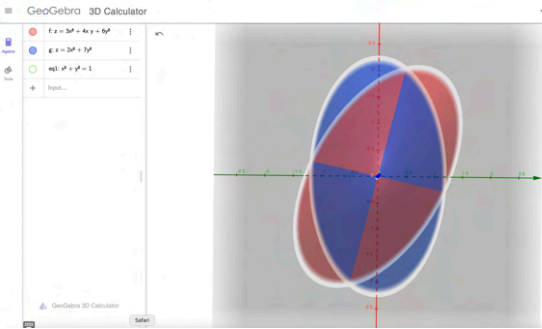 GeoGebra 3D Calculator
f: z = 3x² + 4x y + 6y²
g: z = 2x² + 7y²
eq1: x² + y² = 1
Input...
Algebra
Tools
GeoGebra 3D Calculator
Safari